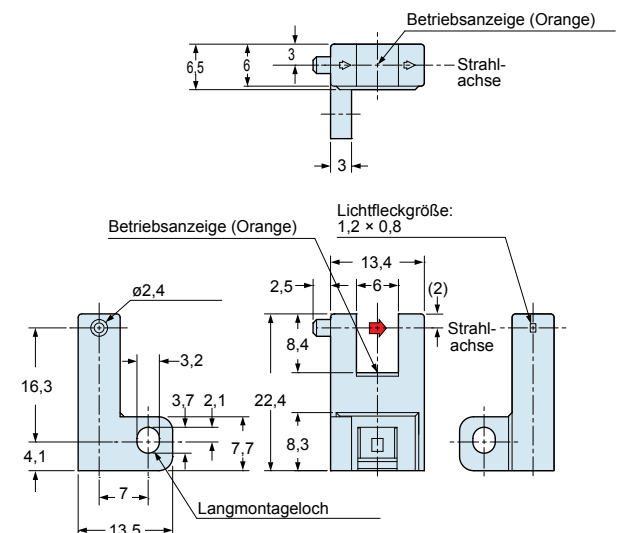 Betriebsanzeige (Orange)
3
6,5
6
Strahl-
achse
3
Lichtfleckgröße:
1,2 × 0,8
Betriebsanzeige (Orange)
13,4
2,5
6
(2)
ø2,4
Strahl-
achse
8,4
3,2
16,3
3,7
2,1
22,4
7,7
8,3
4,1
7
Langmontageloch
13,5